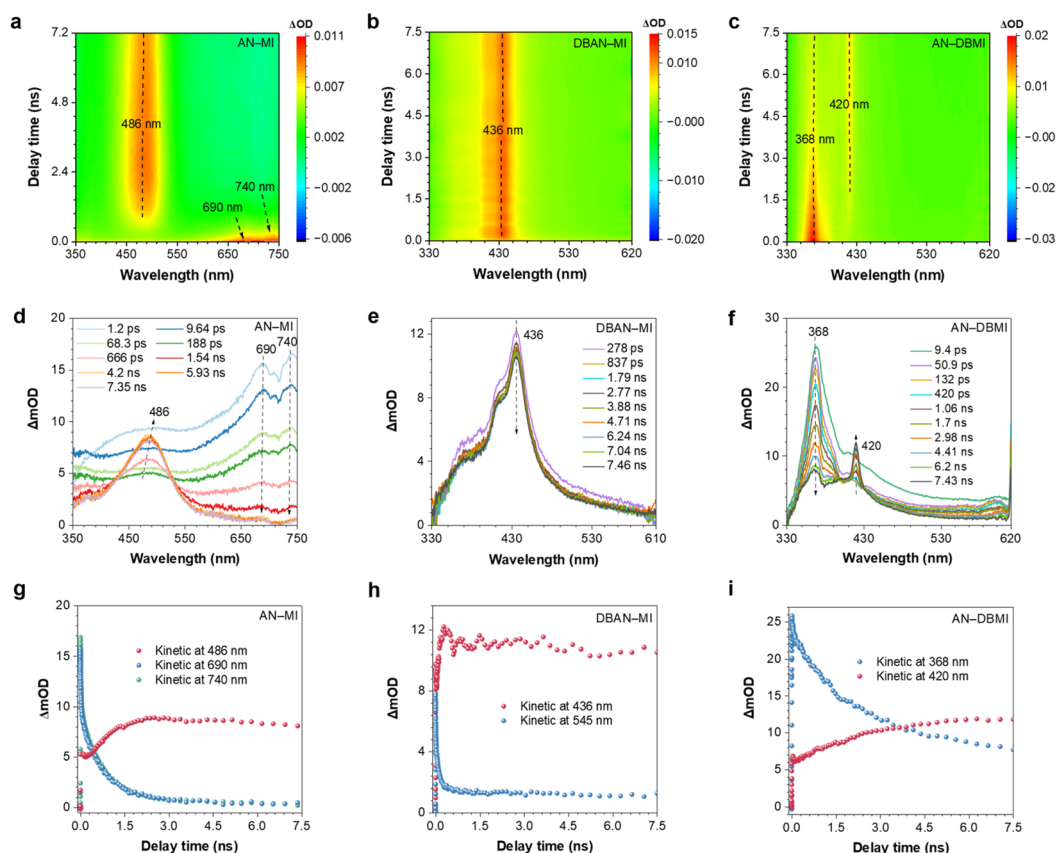 a
b
c
ΔOD
AN–MI
0.011
0.007
0.002
−0.002
−0.006
7.2
4.8
2.4
0.0
Delay time (ns)
486 nm
690 nm
740 nm
350 450 550 650 750
Wavelength (nm)
ΔOD
DBAN–MI
0.015
0.010
0.005
−0.000
−0.005
−0.010
−0.015
−0.020
7.5
6.0
4.5
3.0
1.5
0.0
Delay time (ns)
436 nm
330 430 530 620
Wavelength (nm)
ΔOD
AN–DBMI
0.02
0.01
0.00
−0.01
−0.02
−0.03
7.5
6.0
4.5
3.0
1.5
0.0
Delay time (ns)
368 nm
420 nm
330 430 530 620
Wavelength (nm)
d
AN–MI
1.2 ps
68.3 ps
666 ps
4.2 ns
7.35 ns
9.64 ps
188 ps
1.54 ns
5.93 ns
486
690
740
20
15
10
5
0
ΔmOD
350 450 550 650 750
Wavelength (nm)
e
DBAN–MI
436
278 ps
837 ps
1.79 ns
2.77 ns
3.88 ns
4.71 ns
6.24 ns
7.04 ns
7.46 ns
12
8
4
0
ΔmOD
330 430 530 610
Wavelength (nm)
f
AN–DBMI
368
420
9.4 ps
50.9 ps
132 ps
420 ps
1.06 ns
1.7 ns
2.98 ns
4.41 ns
6.2 ns
7.43 ns
30
20
10
0
ΔmOD
330 430 530 620
Wavelength (nm)
g
AN–MI
Kinetic at 486 nm
Kinetic at 690 nm
Kinetic at 740 nm
20
15
10
5
0
ΔmOD
0.0 1.5 3.0 4.5 6.0 7.5
Delay time (ns)
h
DBAN–MI
Kinetic at 436 nm
Kinetic at 545 nm
12
8
4
0
ΔmOD
0.0 1.5 3.0 4.5 6.0 7.5
Delay time (ns)
i
AN–DBMI
Kinetic at 368 nm
Kinetic at 420 nm
25
20
15
10
5
0
ΔmOD
0.0 1.5 3.0 4.5 6.0 7.5
Delay time (ns)